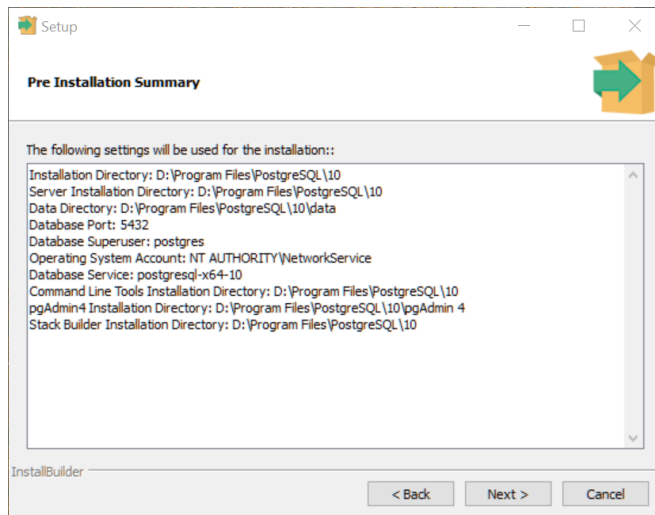 Setup
Pre Installation Summary
The following settings will be used for the installation::
Installation Directory: D:\Program Files\PostgreSQL\10
Server Installation Directory: D:\Program Files\PostgreSQL\10
Data Directory: D:\Program Files\PostgreSQL\10\data
Database Port: 5432
Database Superuser: postgres
Operating System Account: NT AUTHORITY\NetworkService
Database Service: postgresql-x64-10
Command Line Tools Installation Directory: D:\Program Files\PostgreSQL\10
pgAdmin4 Installation Directory: D:\Program Files\PostgreSQL\10\pgAdmin 4
Stack Builder Installation Directory: D:\Program Files\PostgreSQL\10
InstallBuilder
< Back Next > Cancel